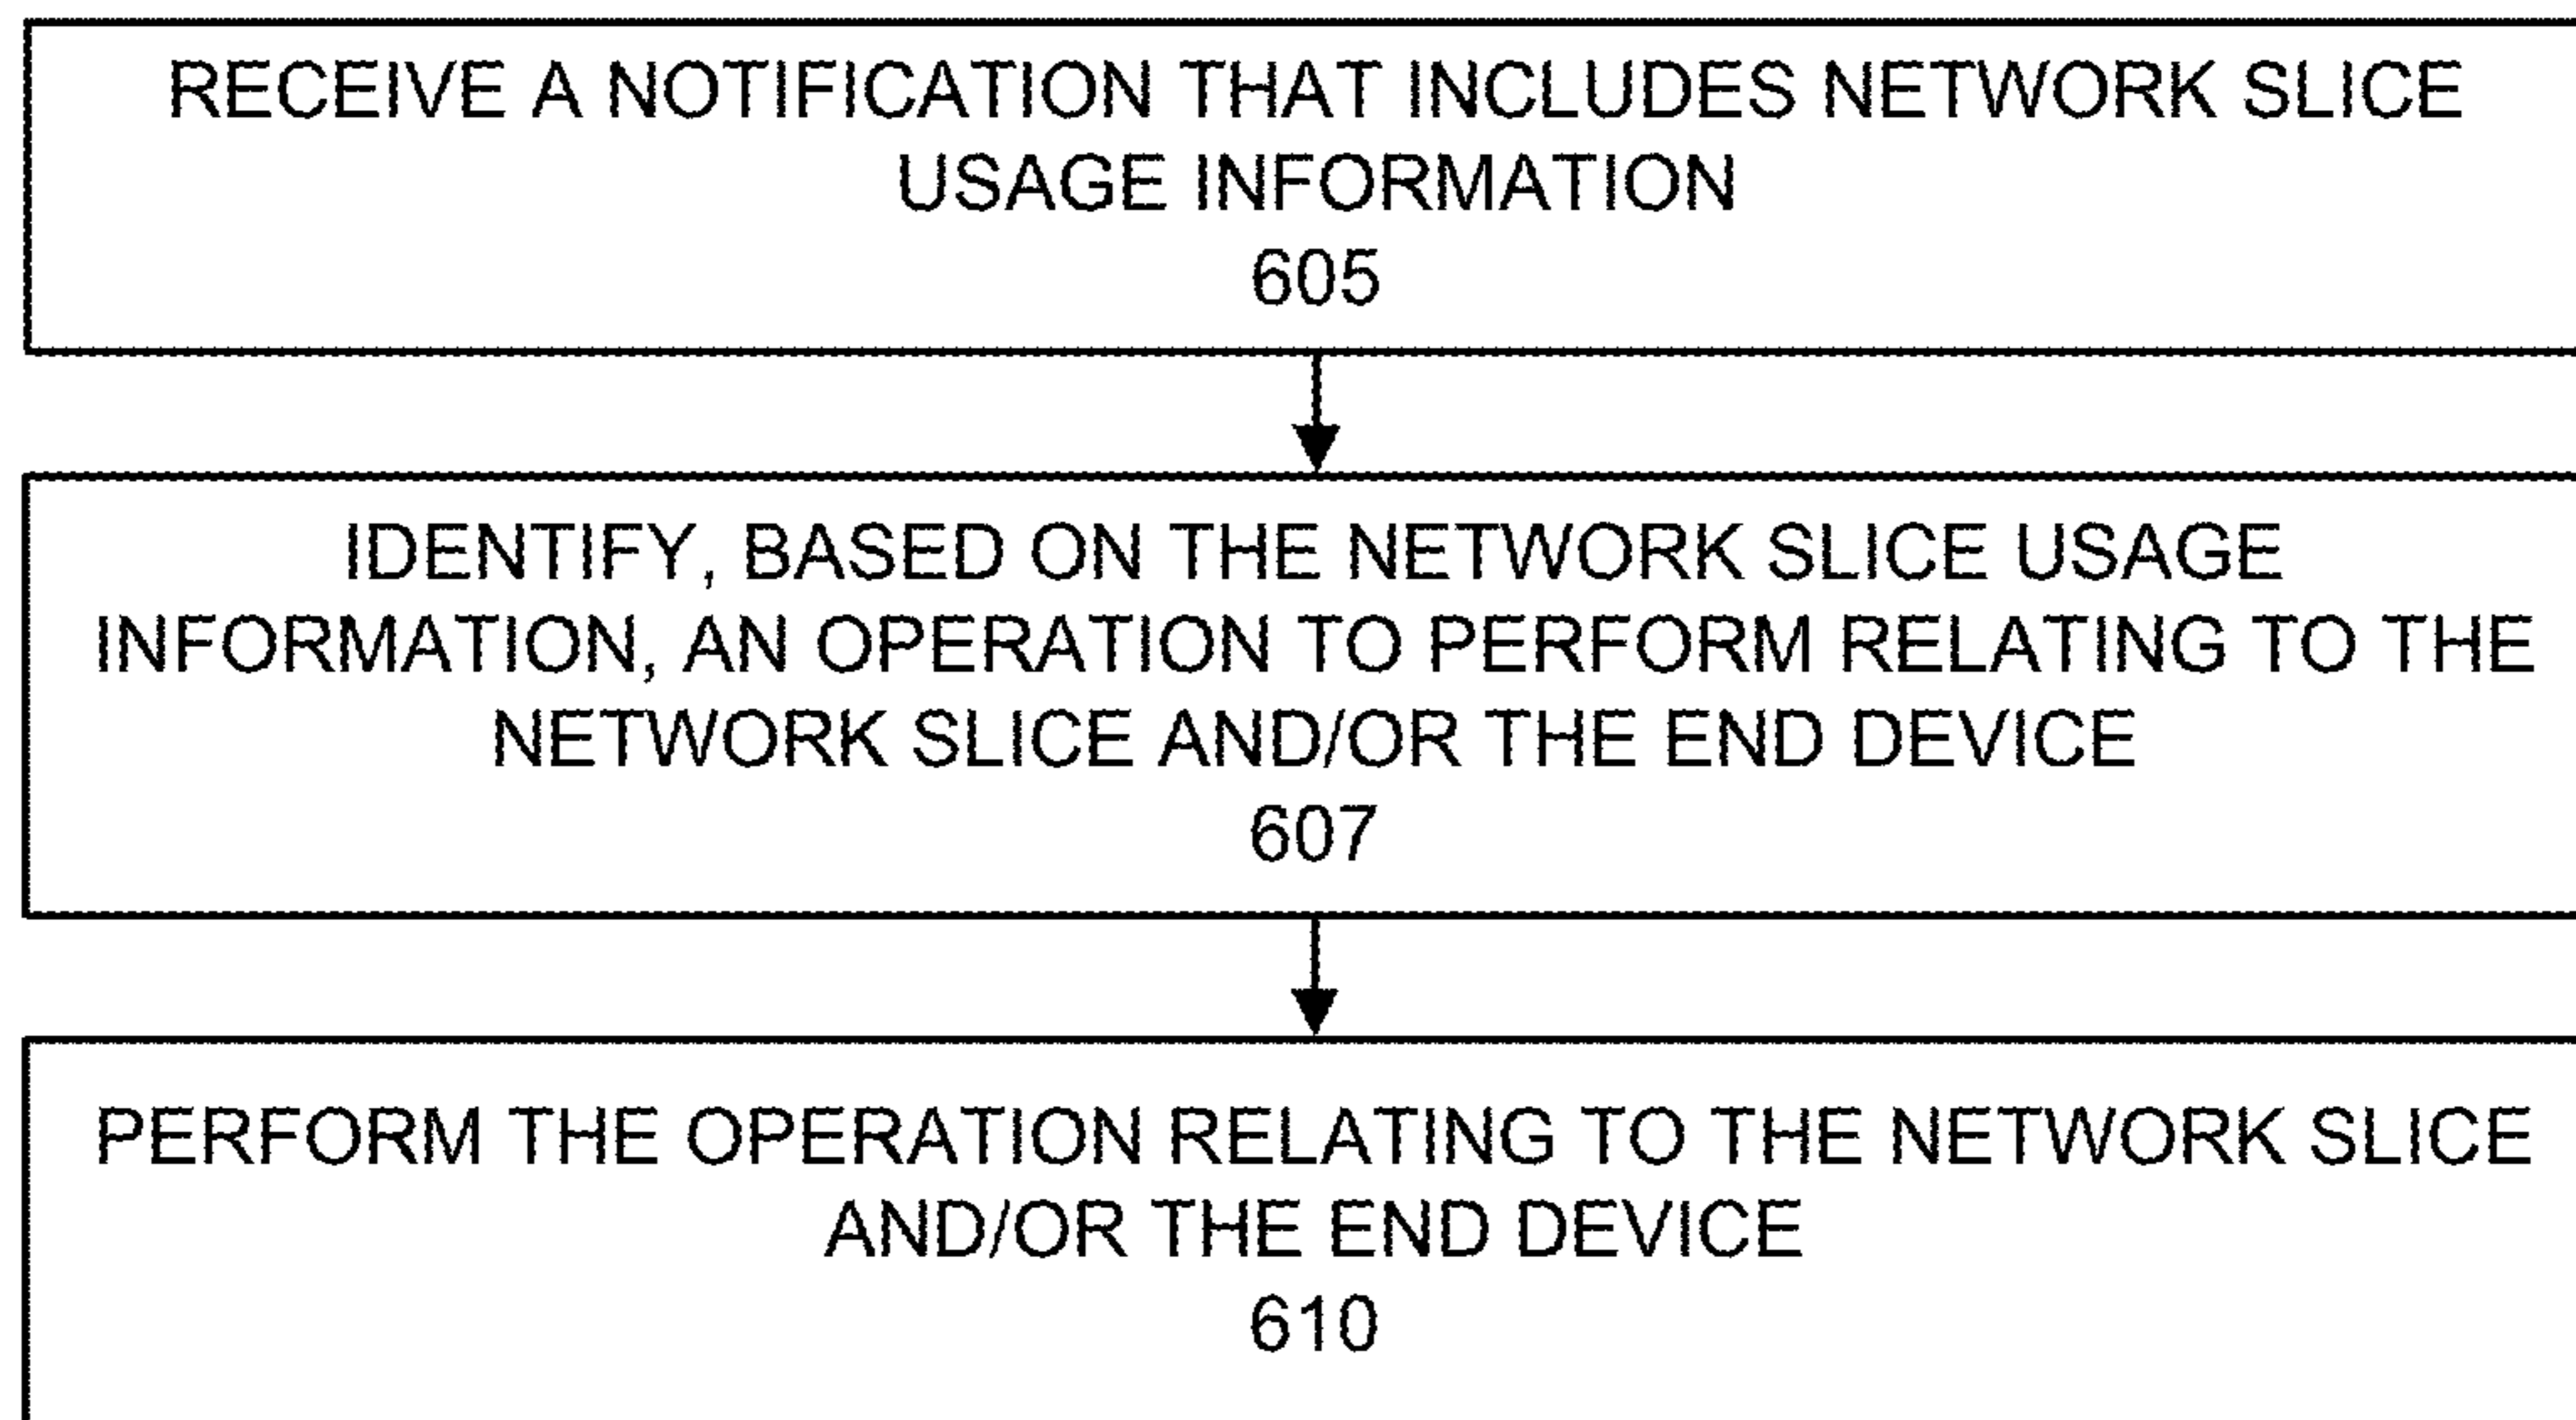 RECEIVE A NOTIFICATION THAT INCLUDES NETWORK SLICE
USAGE INFORMATION
605
IDENTIFY, BASED ON THE NETWORK SLICE USAGE
INFORMATION, AN OPERATION TO PERFORM RELATING TO THE
NETWORK SLICE AND/OR THE END DEVICE
607
PERFORM THE OPERATION RELATING TO THE NETWORK SLICE
AND/OR THE END DEVICE
610